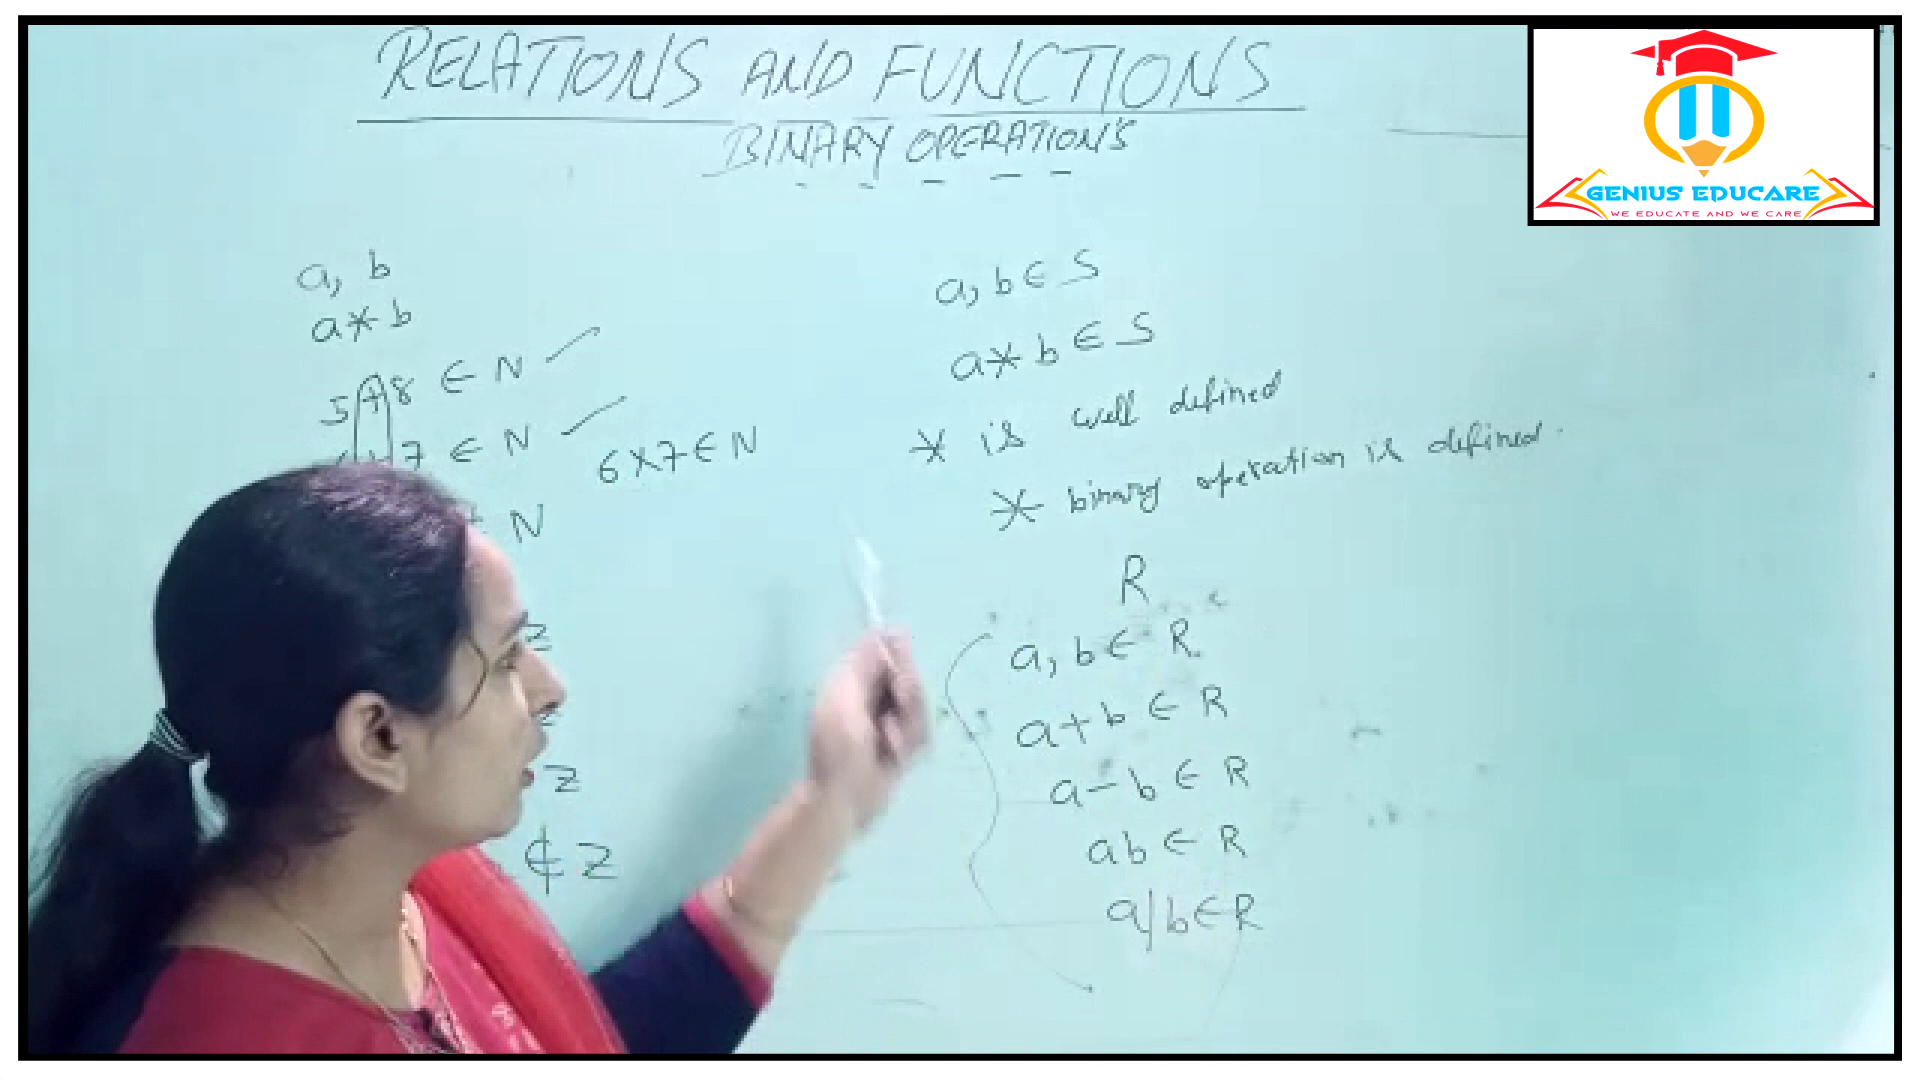 RELATIONS AND FUNCTIONS
BINARY OPERATIONS
GENIUS EDUCARE
WE EDUCATE AND WE CARE
a, b
a * b
5+8 ∈ N
7 ∈ N
6×7 ∈ N
N
z
z
∉ z
a, b ∈ S
a * b ∈ S
* is well defined
* binary operation is defined.
R
a, b ∈ R
a+b ∈ R
a-b ∈ R
ab ∈ R
a/b ∈ R